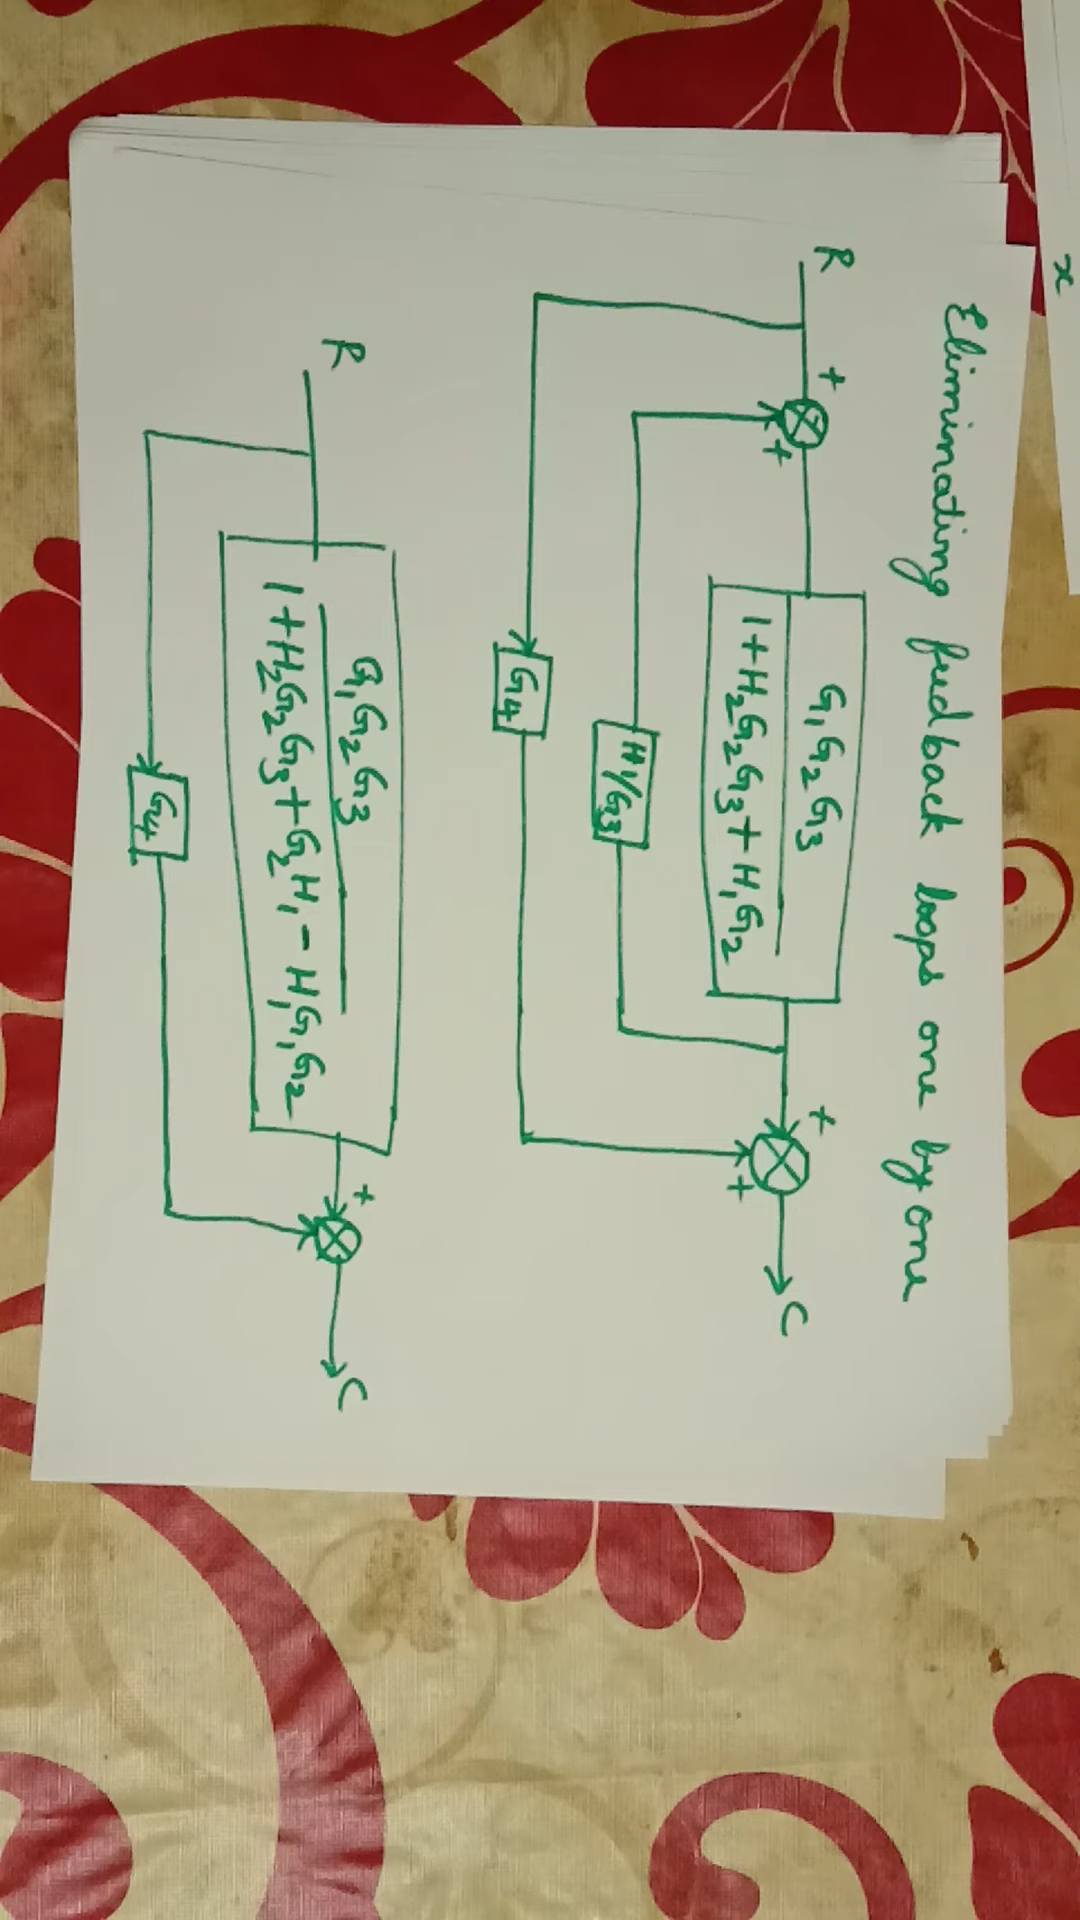 x
Eliminating feedback loops one by one
R + + G₁G₂G₃ + C
1+H₂G₂G₃+H₁G₂
H₁/G₃
+
G₄
R G₁G₂G₃ + C
1+H₂G₂G₃+G₂H₁-H₁G₁G₂
G₄